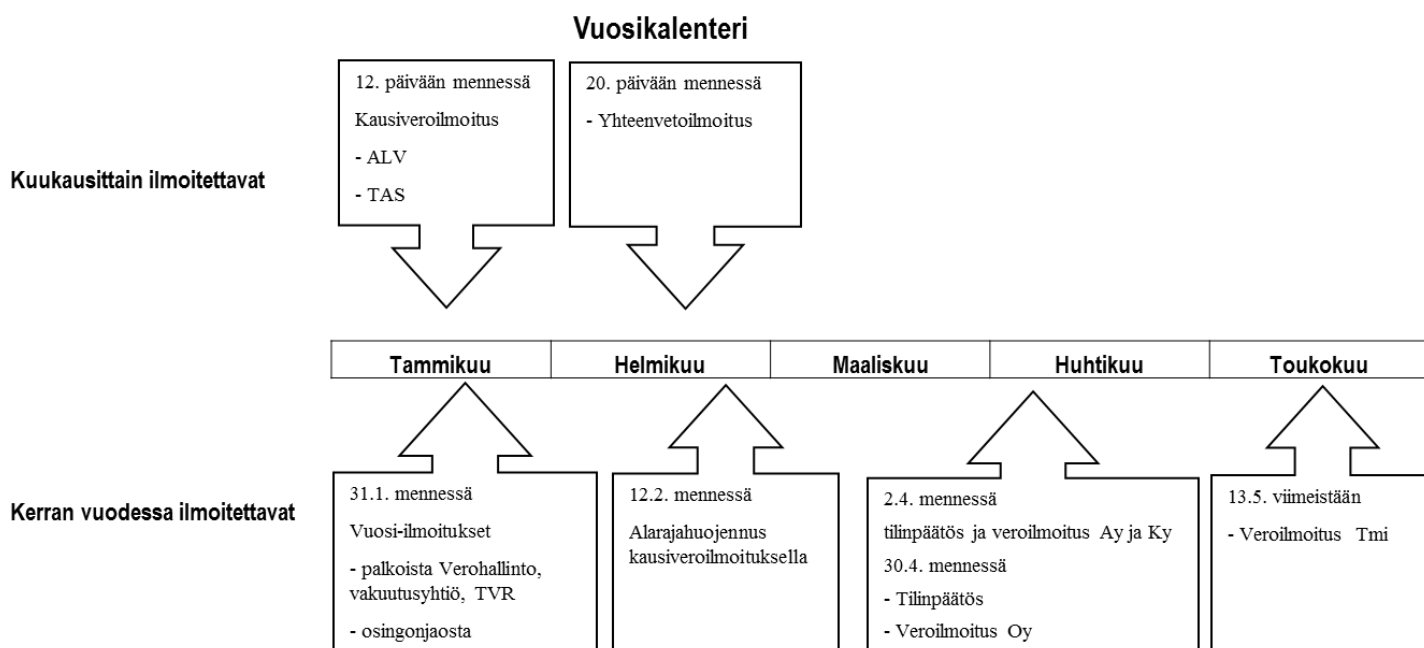 Vuosikalenteri
12. päivään mennessä
Kausiveroilmoitus
- ALV
- TAS
20. päivään mennessä
- Yhteenvetoilmoitus
Kuukausittain ilmoitettavat
Tammikuu
Helmikuu
Maaliskuu
Huhtikuu
Toukokuu
Kerran vuodessa ilmoitettavat
31.1. mennessä
Vuosi-ilmoitukset
- palkoista Verohallinto,
vakuutusyhtiö, TVR
- osingonjaosta
12.2. mennessä
Alarajahuojennus
kausiveroilmoituksella
2.4. mennessä
tilinpäätös ja veroilmoitus Ay ja Ky
30.4. mennessä
- Tilinpäätös
- Veroilmoitus Oy
13.5. viimeistään
- Veroilmoitus Tmi